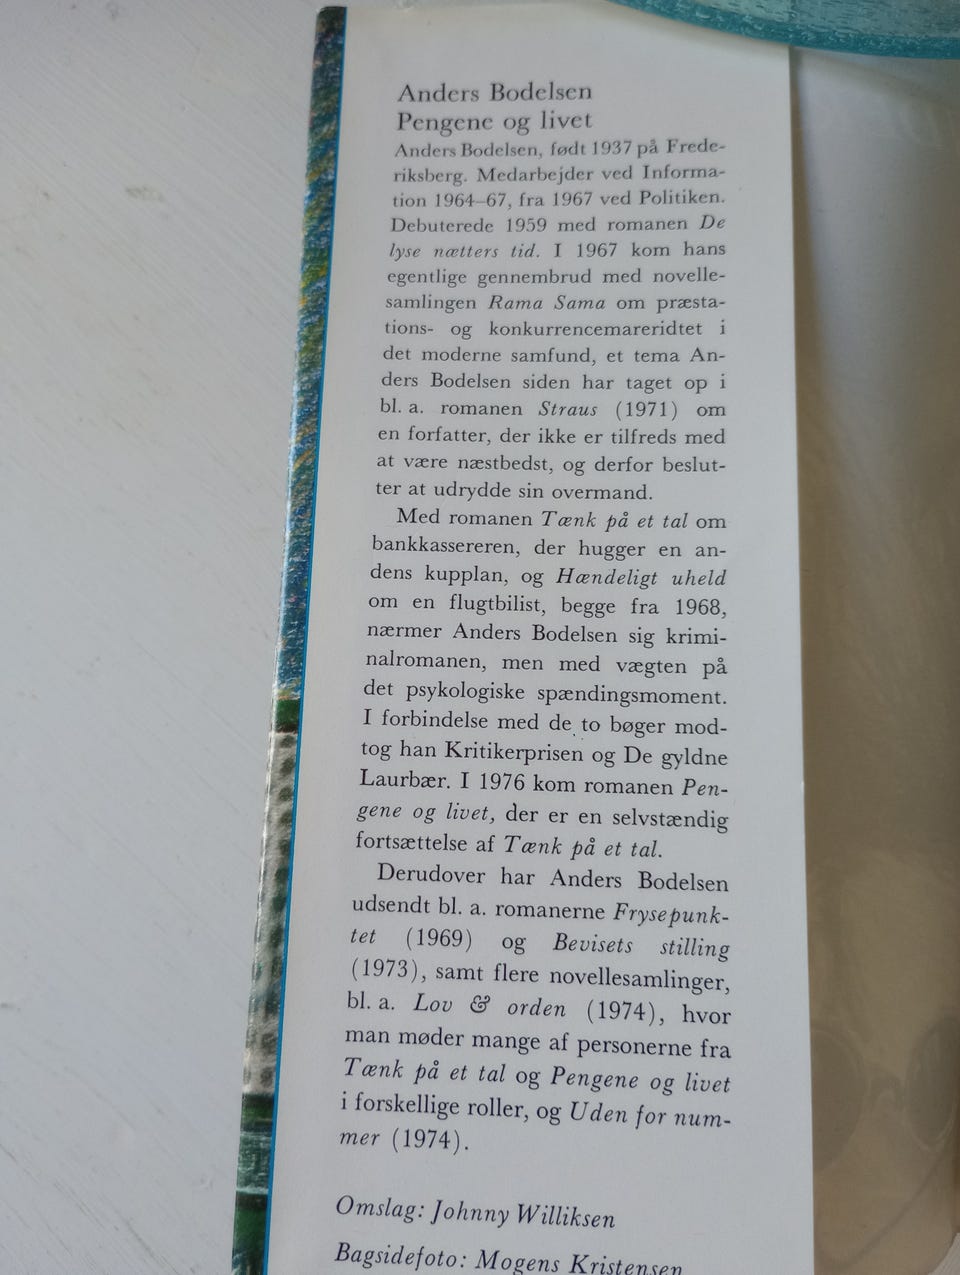 Anders Bodelsen
Pengene og livet
Anders Bodelsen, født 1937 på Frede-
riksberg. Medarbejder ved Informa-
tion 1964–67, fra 1967 ved Politiken.
Debuterede 1959 med romanen De
lyse nætters tid. I 1967 kom hans
egentlige gennembrud med novelle-
samlingen Rama Sama om præsta-
tions- og konkurrencemareridtet i
det moderne samfund, et tema An-
ders Bodelsen siden har taget op i
bl. a. romanen Straus (1971) om
en forfatter, der ikke er tilfreds med
at være næstbedst, og derfor beslut-
ter at udrydde sin overmand.
Med romanen Tænk på et tal om
bankkassereren, der hugger en an-
dens kupplan, og Hændeligt uheld
om en flugtbilist, begge fra 1968,
nærmer Anders Bodelsen sig krimi-
nalromanen, men med vægten på
det psykologiske spændingsmoment.
I forbindelse med de to bøger mod-
tog han Kritikerprisen og De gyldne
Laurbær. I 1976 kom romanen Pen-
gene og livet, der er en selvstændig
fortsættelse af Tænk på et tal.
Derudover har Anders Bodelsen
udsendt bl. a. romanerne Frysepunk-
tet (1969) og Bevisets stilling
(1973), samt flere novellesamlinger,
bl. a. Lov & orden (1974), hvor
man møder mange af personerne fra
Tænk på et tal og Pengene og livet
i forskellige roller, og Uden for num-
mer (1974).
Omslag: Johnny Williksen
Bagsidefoto: Mogens Kristensen